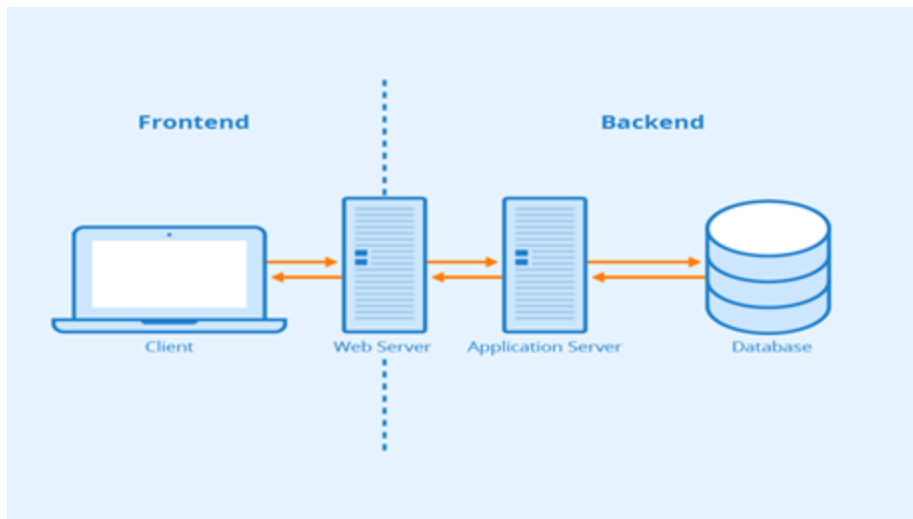 Frontend
Backend
Client
Web Server
Application Server
Database